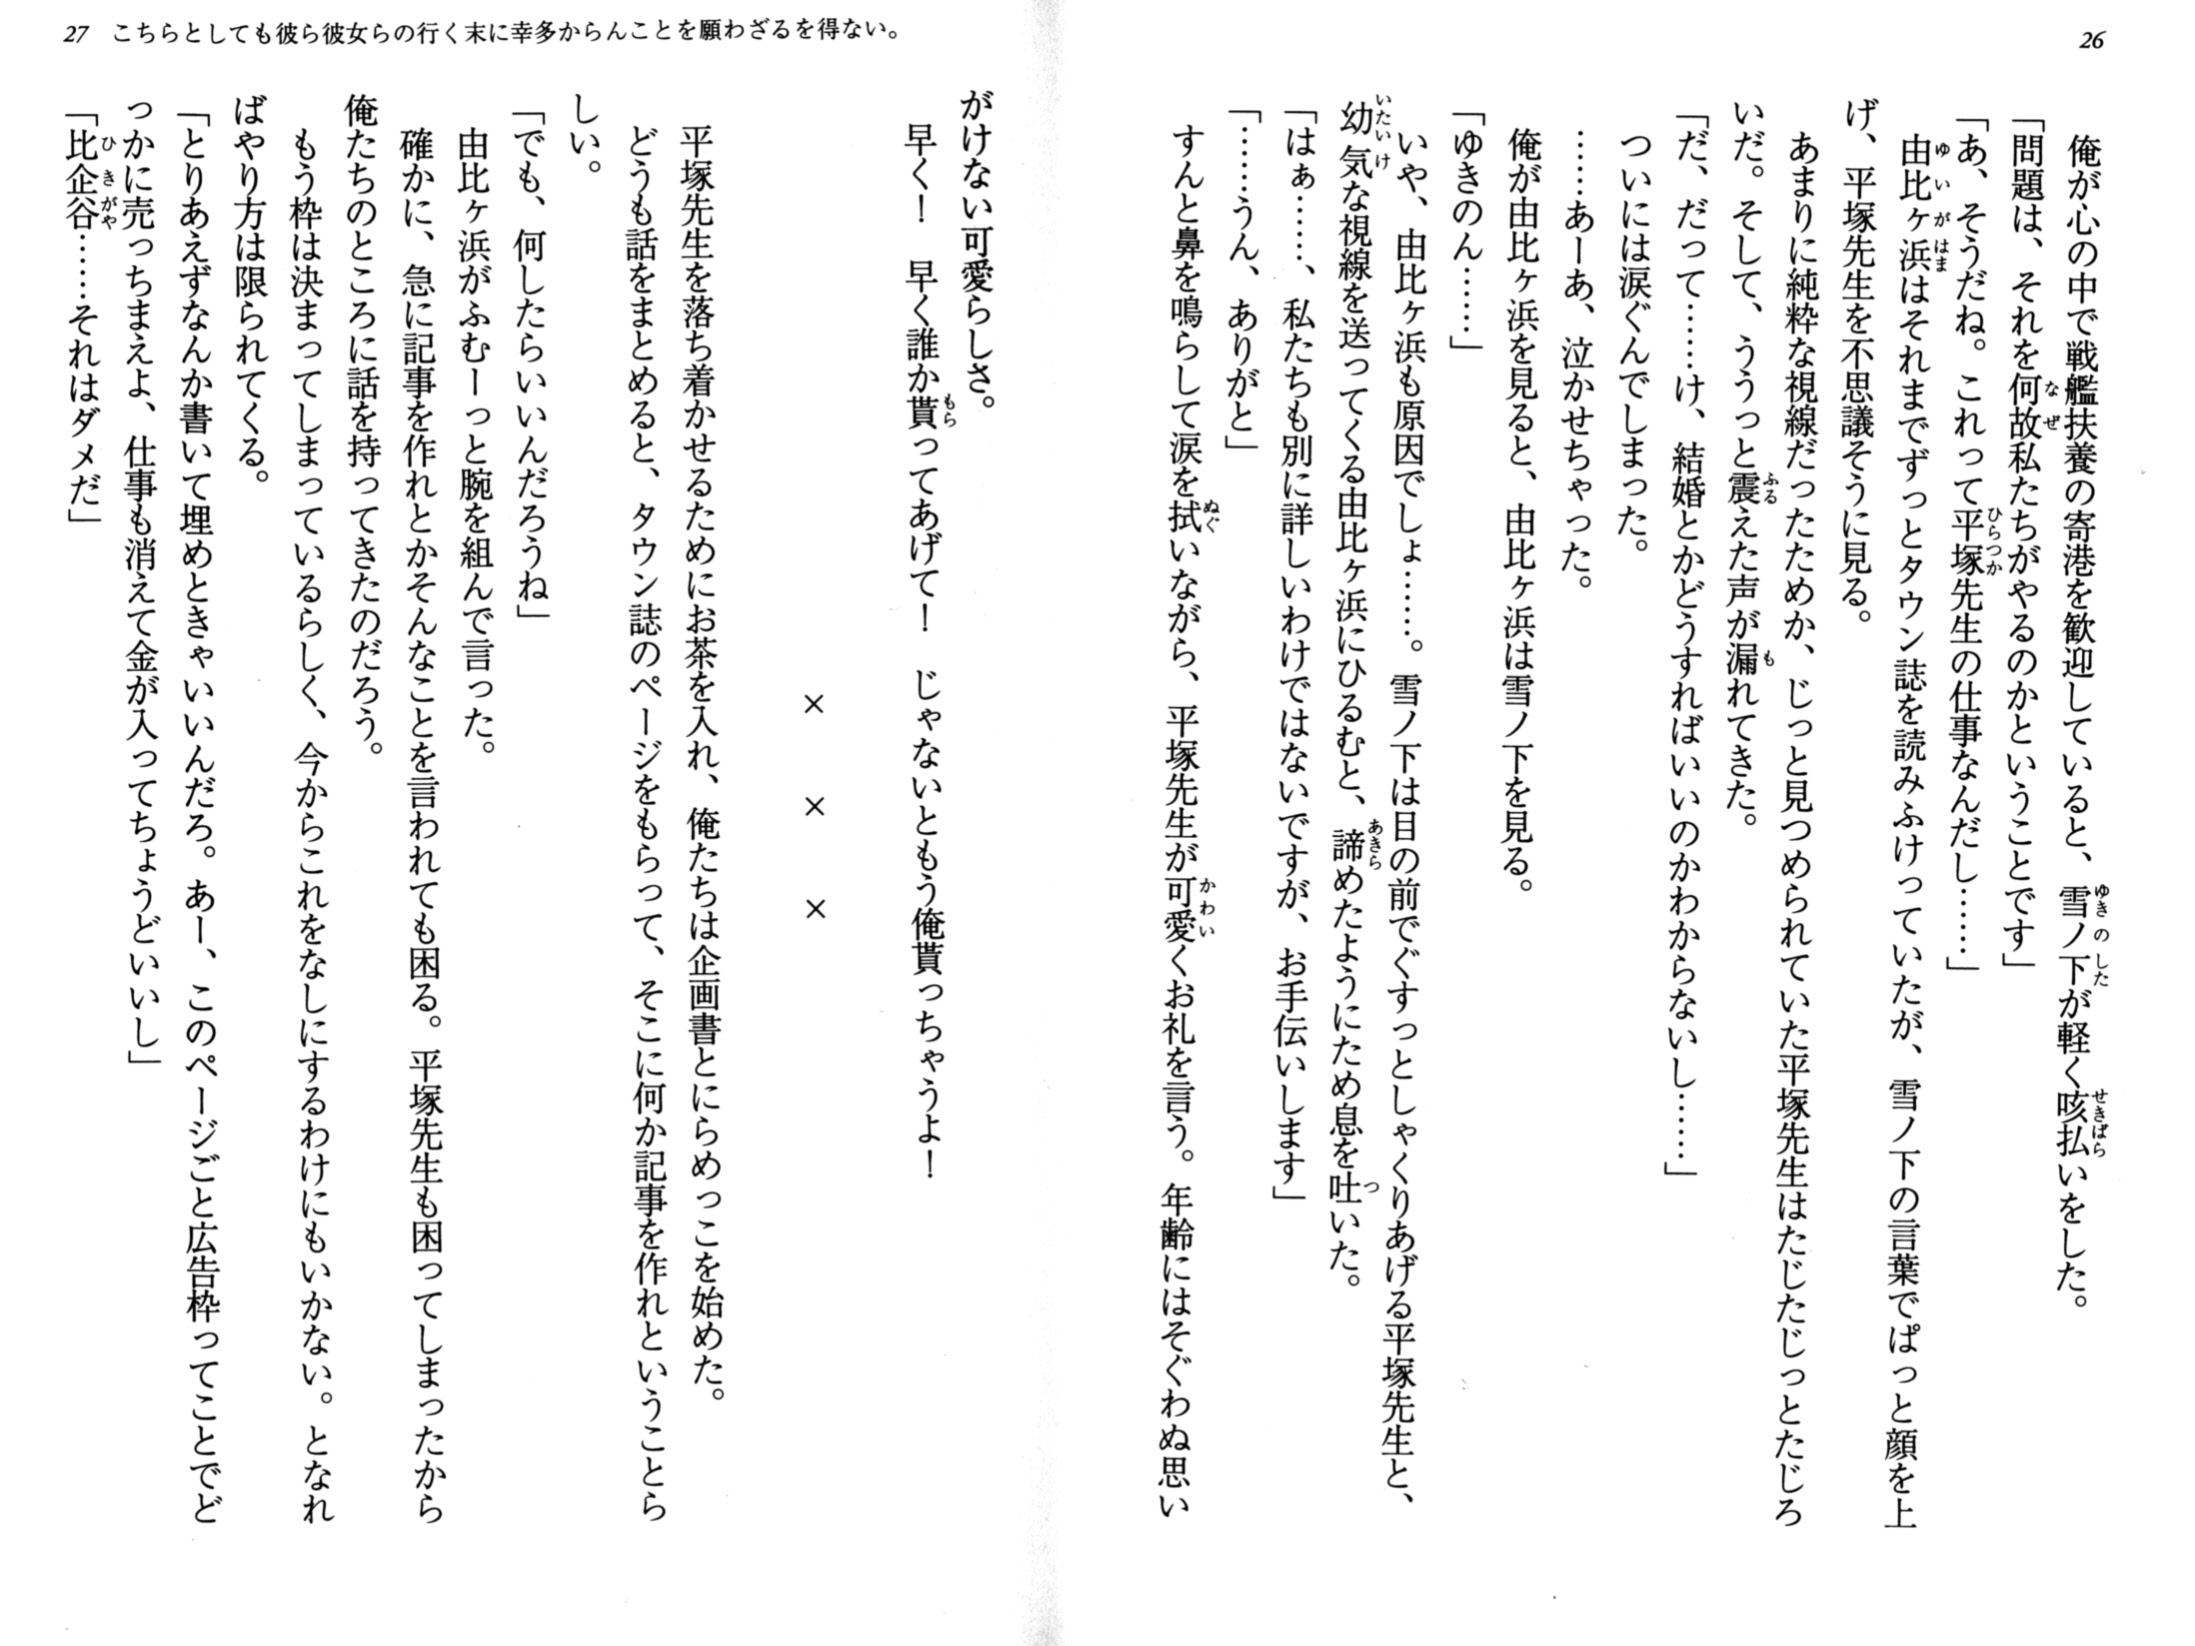 26
俺が心の中で戦艦扶養の寄港を歓迎していると、雪ノ下が軽く咳払いをした。
「問題は、それを何故私たちがやるのかということです」
「あ、そうだね。これって平塚先生の仕事なんだし……」
由比ヶ浜はそれまでずっとタウン誌を読みふけっていたが、雪ノ下の言葉でぱっと顔を上
げ、平塚先生を不思議そうに見る。
あまりに純粋な視線だったためか、じっと見つめられていた平塚先生はたじたじっとたじろ
いだ。そして、ううっと震えた声が漏れてきた。
「だ、だって……け、結婚とかどうすればいいのかわからないし……」
ついには涙ぐんでしまった。
……あーあ、泣かせちゃった。
俺が由比ヶ浜を見ると、由比ヶ浜は雪ノ下を見る。
「ゆきのん……」
いや、由比ヶ浜も原因でしょ……。雪ノ下は目の前でぐすっとしゃくりあげる平塚先生と、
幼気な視線を送ってくる由比ヶ浜にひるむと、諦めたようにため息を吐いた。
「はぁ……、私たちも別に詳しいわけではないですが、お手伝いします」
「……うん、ありがと」
すんと鼻を鳴らして涙を拭いながら、平塚先生が可愛くお礼を言う。年齢にはそぐわぬ思い
27 こちらとしても彼ら彼女らの行く末に幸多からんことを願わざるを得ない。
がけない可愛らしさ。
早く！　早く誰か貰ってあげて！　じゃないともう俺貰っちゃうよ！
×　×　×
平塚先生を落ち着かせるためにお茶を入れ、俺たちは企画書とにらめっこを始めた。
どうも話をまとめると、タウン誌のページをもらって、そこに何か記事を作れということら
しい。
「でも、何したらいいんだろうね」
由比ヶ浜がふむーっと腕を組んで言った。
確かに、急に記事を作れとかそんなことを言われても困る。平塚先生も困ってしまったから
俺たちのところに話を持ってきたのだろう。
もう枠は決まってしまっているらしく、今からこれをなしにするわけにもいかない。となれ
ばやり方は限られてくる。
「とりあえずなんか書いて埋めときゃいいんだろ。あー、このページごと広告枠ってことでど
っかに売っちまえよ、仕事も消えて金が入ってちょうどいいし」
「比企谷……それはダメだ」